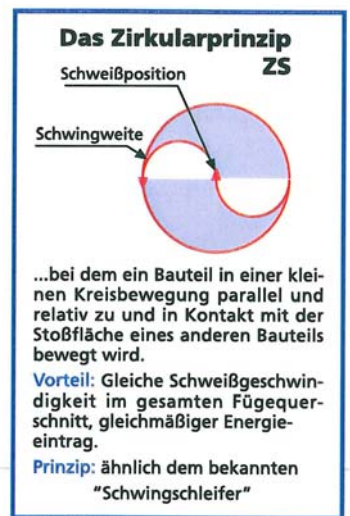 Das Zirkularprinzip
ZS
Schweißposition
Schwingweite
...bei dem ein Bauteil in einer klei-
nen Kreisbewegung parallel und
relativ zu und in Kontakt mit der
Stoßfläche eines anderen Bauteils
bewegt wird.
Vorteil: Gleiche Schweißgeschwin-
digkeit im gesamten Fügequer-
schnitt, gleichmäßiger Energie-
eintrag.
Prinzip: ähnlich dem bekannten
"Schwingschleifer"